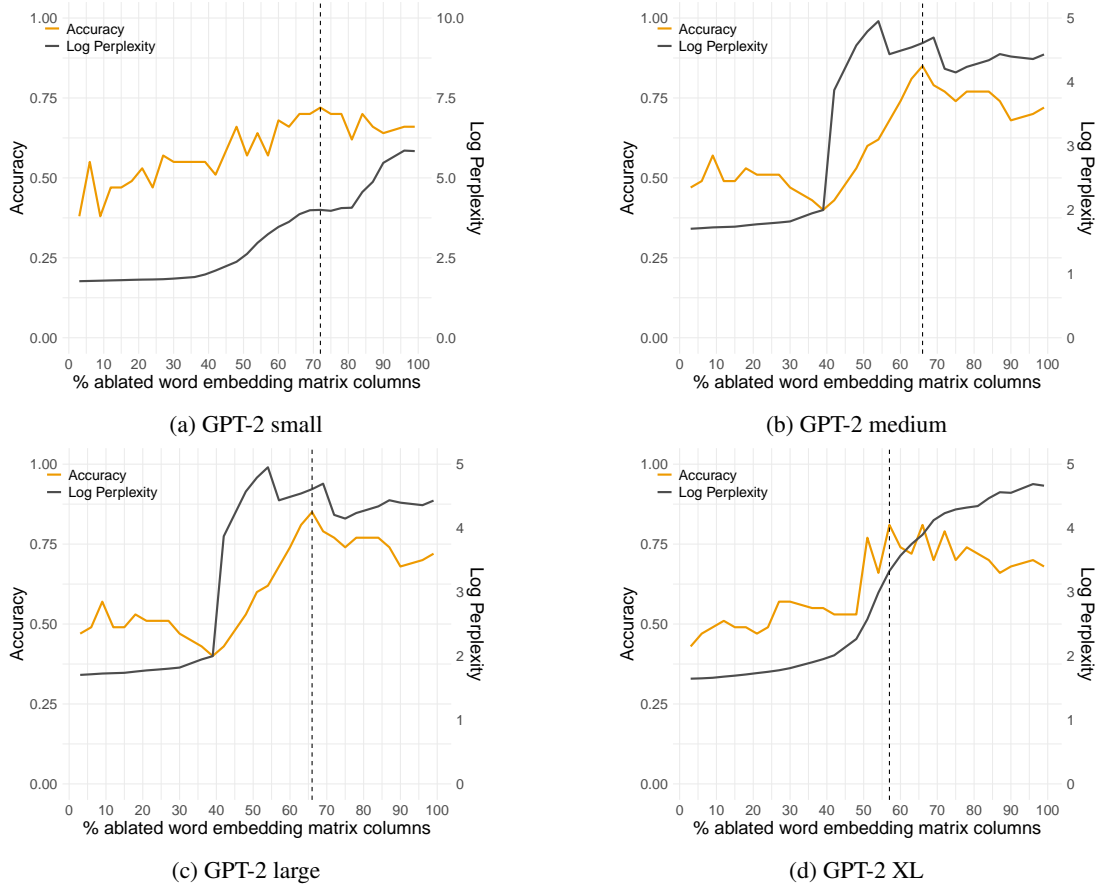 1.00 10.0
Accuracy
Log Perplexity
0.75 7.5
0.50 5.0
0.25 2.5
0.00 0.0
Accuracy
Log Perplexity
0 10 20 30 40 50 60 70 80 90 100
% ablated word embedding matrix columns
(a) GPT-2 small
1.00 5
Accuracy
Log Perplexity
4
0.75
3
0.50
2
0.25
1
0.00 0
Accuracy
Log Perplexity
0 10 20 30 40 50 60 70 80 90 100
% ablated word embedding matrix columns
(b) GPT-2 medium
1.00 5
Accuracy
Log Perplexity
4
0.75
3
0.50
2
0.25
1
0.00 0
Accuracy
Log Perplexity
0 10 20 30 40 50 60 70 80 90 100
% ablated word embedding matrix columns
(c) GPT-2 large
1.00 5
Accuracy
Log Perplexity
4
0.75
3
0.50
2
0.25
1
0.00 0
Accuracy
Log Perplexity
0 10 20 30 40 50 60 70 80 90 100
% ablated word embedding matrix columns
(d) GPT-2 XL